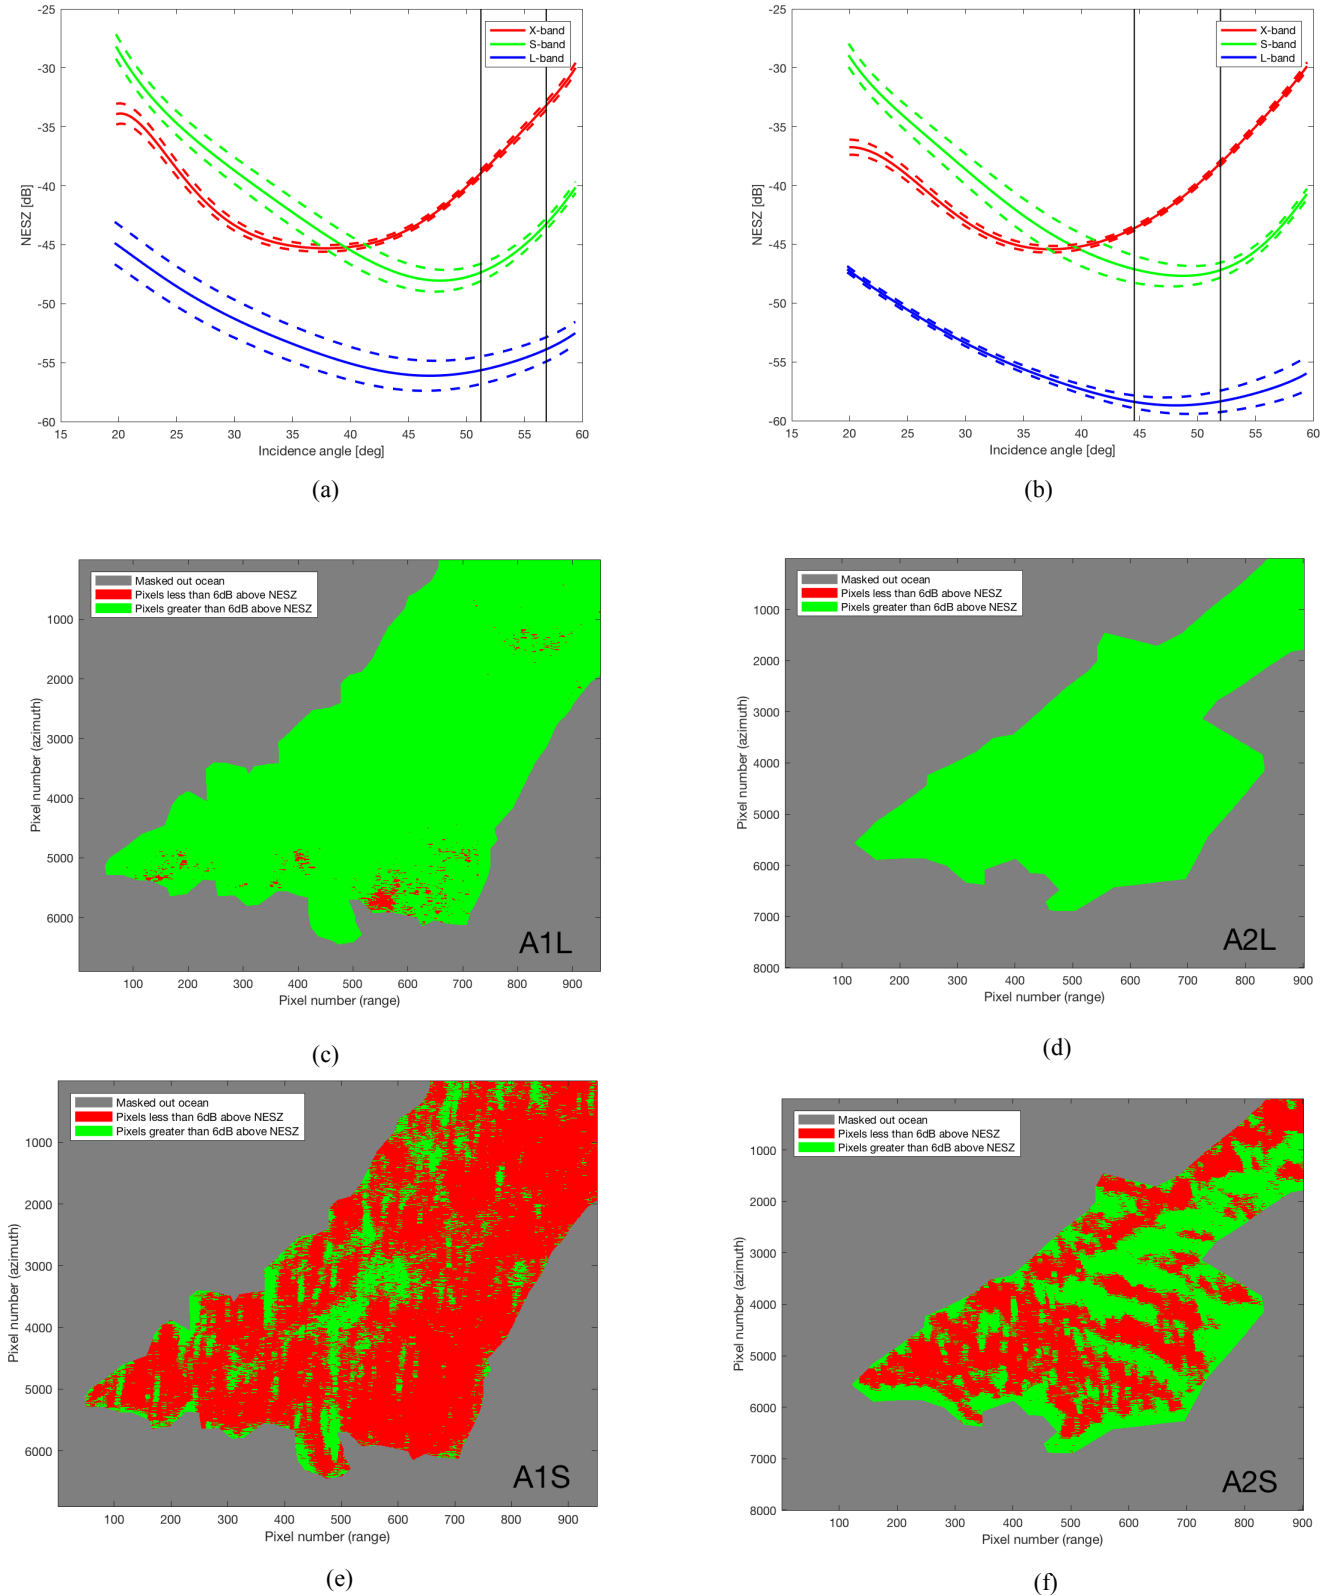 -25
-30
-35
-40
-45
-50
-55
-60
NESZ [dB]
X-band
S-band
L-band
15 20 25 30 35 40 45 50 55 60
Incidence angle [deg]
(a)
-25
-30
-35
-40
-45
-50
-55
-60
NESZ [dB]
X-band
S-band
L-band
15 20 25 30 35 40 45 50 55 60
Incidence angle [deg]
(b)
Masked out ocean
Pixels less than 6dB above NESZ
Pixels greater than 6dB above NESZ
1000
2000
3000
4000
5000
6000
Pixel number (azimuth)
A1L
100 200 300 400 500 600 700 800 900
Pixel number (range)
(c)
Masked out ocean
Pixels less than 6dB above NESZ
Pixels greater than 6dB above NESZ
1000
2000
3000
4000
5000
6000
7000
8000
Pixel number (azimuth)
A2L
100 200 300 400 500 600 700 800 900
Pixel number (range)
(d)
Masked out ocean
Pixels less than 6dB above NESZ
Pixels greater than 6dB above NESZ
1000
2000
3000
4000
5000
6000
Pixel number (azimuth)
A1S
100 200 300 400 500 600 700 800 900
Pixel number (range)
(e)
Masked out ocean
Pixels less than 6dB above NESZ
Pixels greater than 6dB above NESZ
1000
2000
3000
4000
5000
6000
7000
8000
Pixel number (azimuth)
A2S
100 200 300 400 500 600 700 800 900
Pixel number (range)
(f)